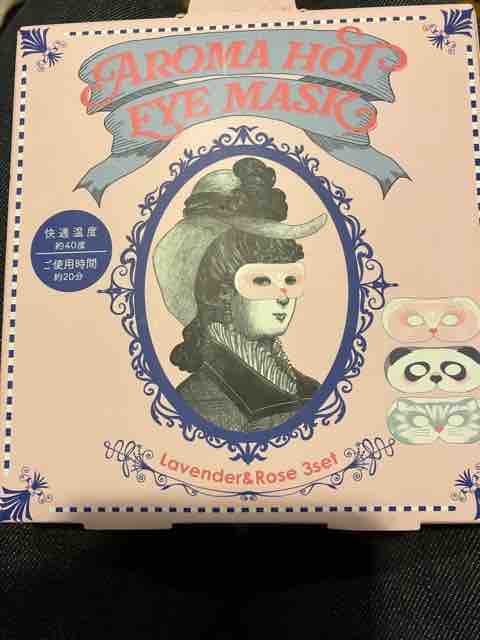 AROMA HOT
EYE MASK
快適温度
約40度
ご使用時間
約20分
Lavender&Rose 3set